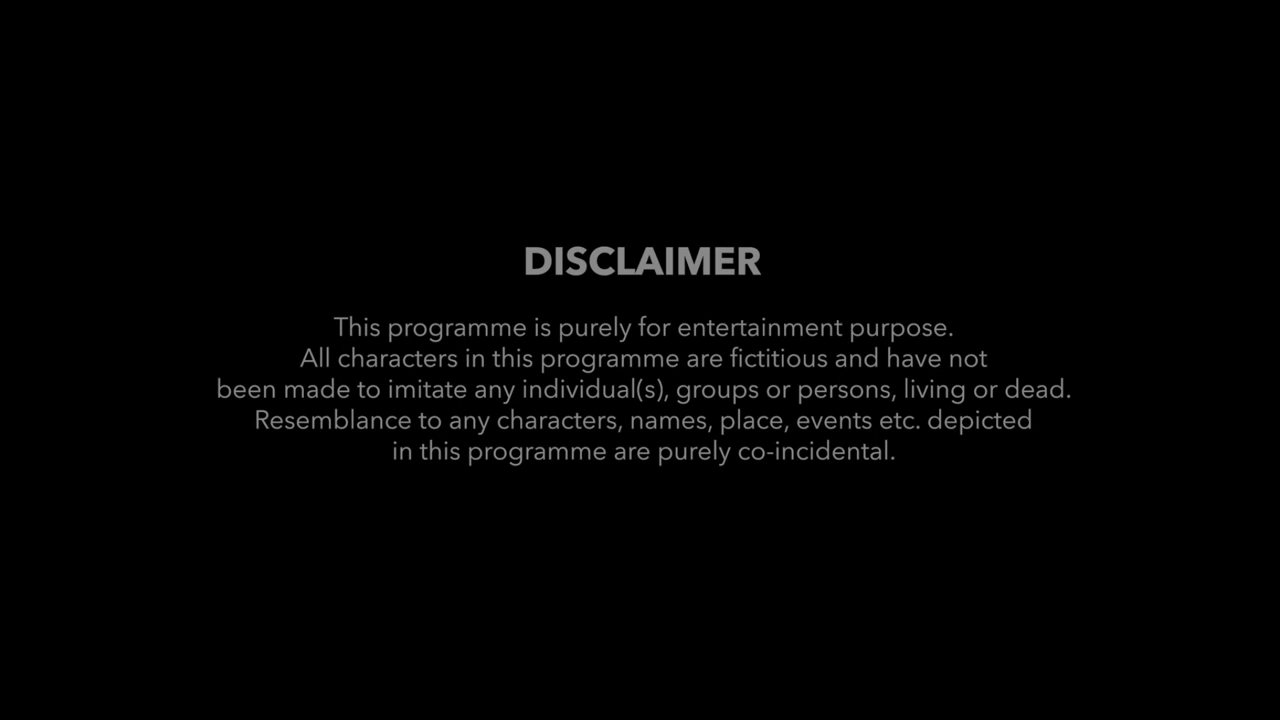 DISCLAIMER
This programme is purely for entertainment purpose.
All characters in this programme are fictitious and have not
been made to imitate any individual(s), groups or persons, living or dead.
Resemblance to any characters, names, place, events etc. depicted
in this programme are purely co-incidental.